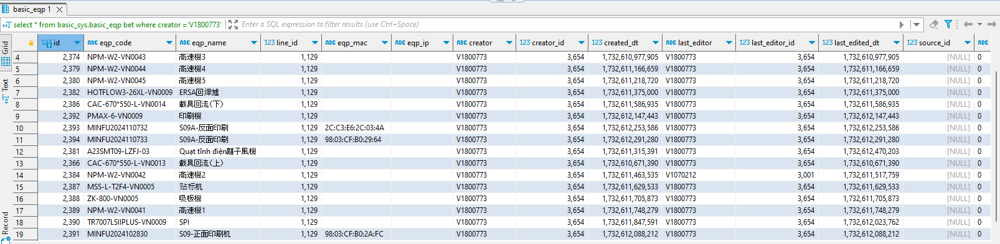 basic_eqp 1
select * from basic_sys.basic_eqp bet where creator ='V1800773' Enter a SQL expression to filter results (use Ctrl+Space)
Grid
Text
Record
123 id ABC eqp_code ABC eqp_name 123 line_id ABC eqp_mac ABC eqp_ip ABC creator 123 creator_id 123 created_dt ABC last_editor 123 last_editor_id 123 last_edited_dt 123 source_id
4 2,374 NPM-W2-VN0043 高速機3 1,129 V1800773 3,654 1,732,610,977,905 V1800773 3,654 1,732,610,977,905 [NULL] 0
5 2,379 NPM-W2-VN0044 高速機4 1,129 V1800773 3,654 1,732,611,166,659 V1800773 3,654 1,732,611,166,659 [NULL] 0
6 2,380 NPM-W2-VN0045 高速機5 1,129 V1800773 3,654 1,732,611,218,720 V1800773 3,654 1,732,611,218,720 [NULL] 0
7 2,382 HOTFLOW3-26XL-VN0009 ERSA回焊爐 1,129 V1800773 3,654 1,732,611,375,000 V1800773 3,654 1,732,611,375,000 [NULL] 0
8 2,386 CAC-670*550-L-VN0014 載具回流(下) 1,129 V1800773 3,654 1,732,611,586,935 V1800773 3,654 1,732,611,586,935 [NULL] 0
9 2,392 PMAX-6-VN0009 印刷機 1,129 V1800773 3,654 1,732,612,147,443 V1800773 3,654 1,732,612,147,443 [NULL] 0
10 2,393 MINFU2024110732 S09A-反面印刷 1,129 2C:C3:E6:2C:03:4A V1800773 3,654 1,732,612,253,586 V1800773 3,654 1,732,612,253,586 [NULL] 0
11 2,394 MINFU2024110733 S09A-反面印刷 1,129 98:03:CF:B0:29:64 V1800773 3,654 1,732,612,291,280 V1800773 3,654 1,732,612,291,280 [NULL] 0
12 2,381 A23SMT09-LZFJ-03 Quạt tĩnh điện離子風機 1,129 V1800773 3,654 1,732,611,315,391 V1800773 3,654 1,732,612,470,203 [NULL] 0
13 2,366 CAC-670*550-L-VN0013 載具回流(上) 1,129 V1800773 3,654 1,732,610,671,390 V1800773 3,654 1,732,610,671,390 [NULL] 0
14 2,384 NPM-W2-VN0042 高速機2 1,129 V1800773 3,654 1,732,611,463,535 V1070212 3,001 1,732,611,517,759 [NULL] 0
15 2,387 MSS-L-T2F4-VN0005 贴标机 1,129 V1800773 3,654 1,732,611,629,533 V1800773 3,654 1,732,611,629,533 [NULL] 0
16 2,388 ZK-800-VN0005 吸板機 1,129 V1800773 3,654 1,732,611,705,873 V1800773 3,654 1,732,611,705,873 [NULL] 0
17 2,389 NPM-W2-VN0041 高速機1 1,129 V1800773 3,654 1,732,611,748,279 V1800773 3,654 1,732,611,748,279 [NULL] 0
18 2,390 TR7007LSIIPLUS-VN0009 SPI 1,129 V1800773 3,654 1,732,611,847,591 V1800773 3,654 1,732,612,023,762 [NULL] 0
19 2,391 MINFU2024102830 S09-正面印刷机 1,129 98:03:CF:B0:2A:FC V1800773 3,654 1,732,612,088,212 V1800773 3,654 1,732,612,088,212 [NULL] 0